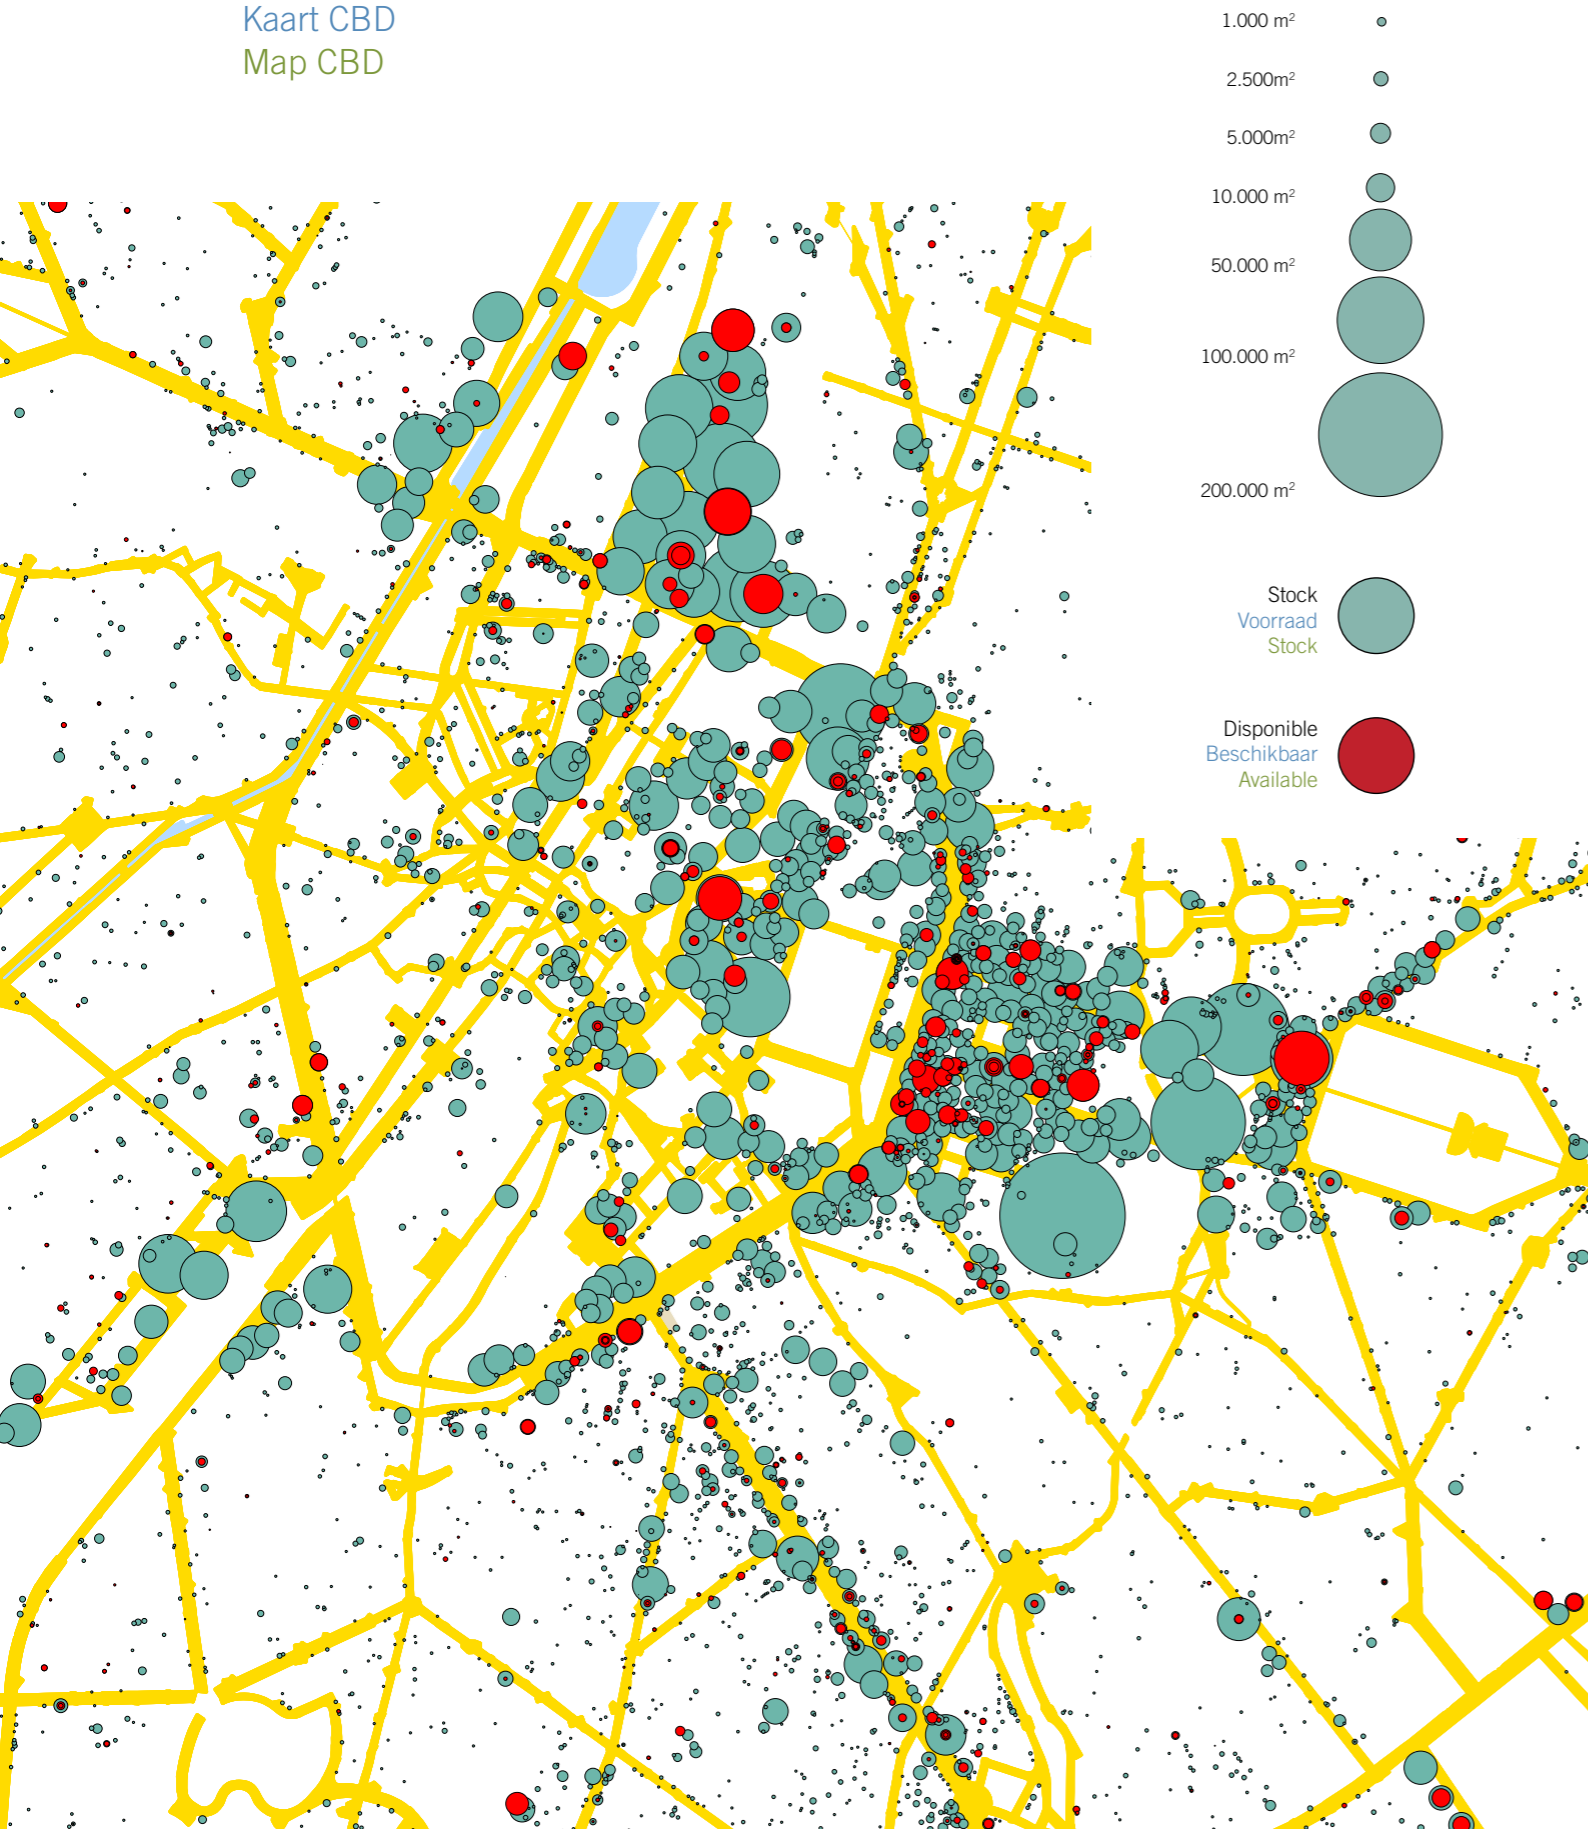 Kaart CBD
Map CBD
1.000 m²
2.500m²
5.000m²
10.000 m²
50.000 m²
100.000 m²
200.000 m²
Stock
Voorraad
Stock
Disponible
Beschikbaar
Available